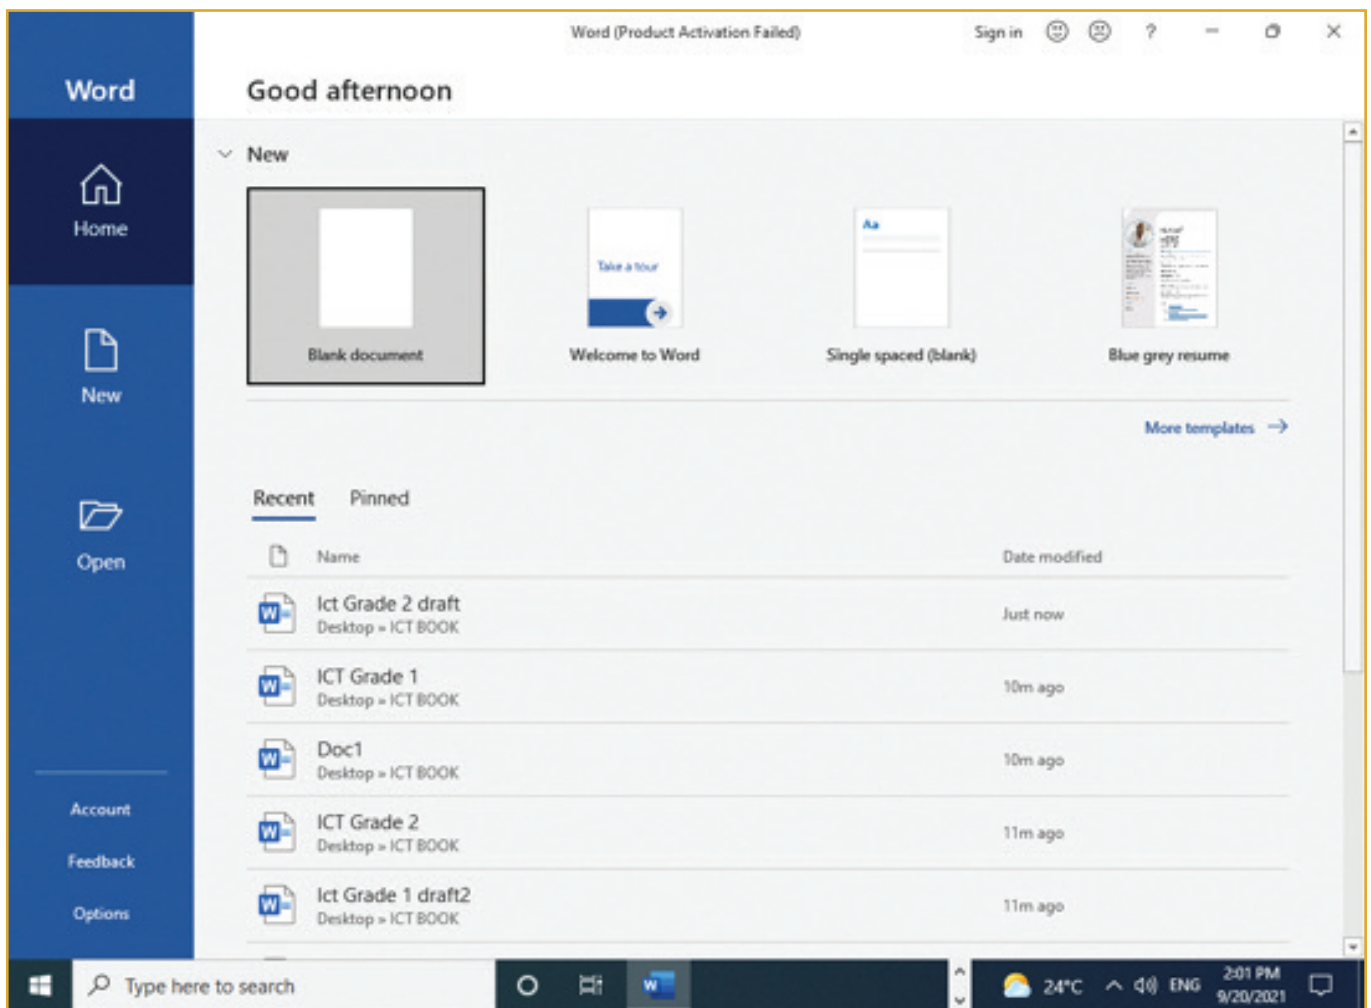 Word (Product Activation Failed)
Sign in
?
Word
Good afternoon
Home
New
Open
Account
Feedback
Options
New
Blank document
Take a tour
Welcome to Word
Aa
Single spaced (blank)
Blue grey resume
More templates
Recent Pinned
Name Date modified
Ict Grade 2 draft
Desktop » ICT BOOK
Just now
ICT Grade 1
Desktop » ICT BOOK
10m ago
Doc1
Desktop » ICT BOOK
10m ago
ICT Grade 2
Desktop » ICT BOOK
11m ago
Ict Grade 1 draft2
Desktop » ICT BOOK
11m ago
Type here to search
24°C
ENG
2:01 PM
9/20/2021